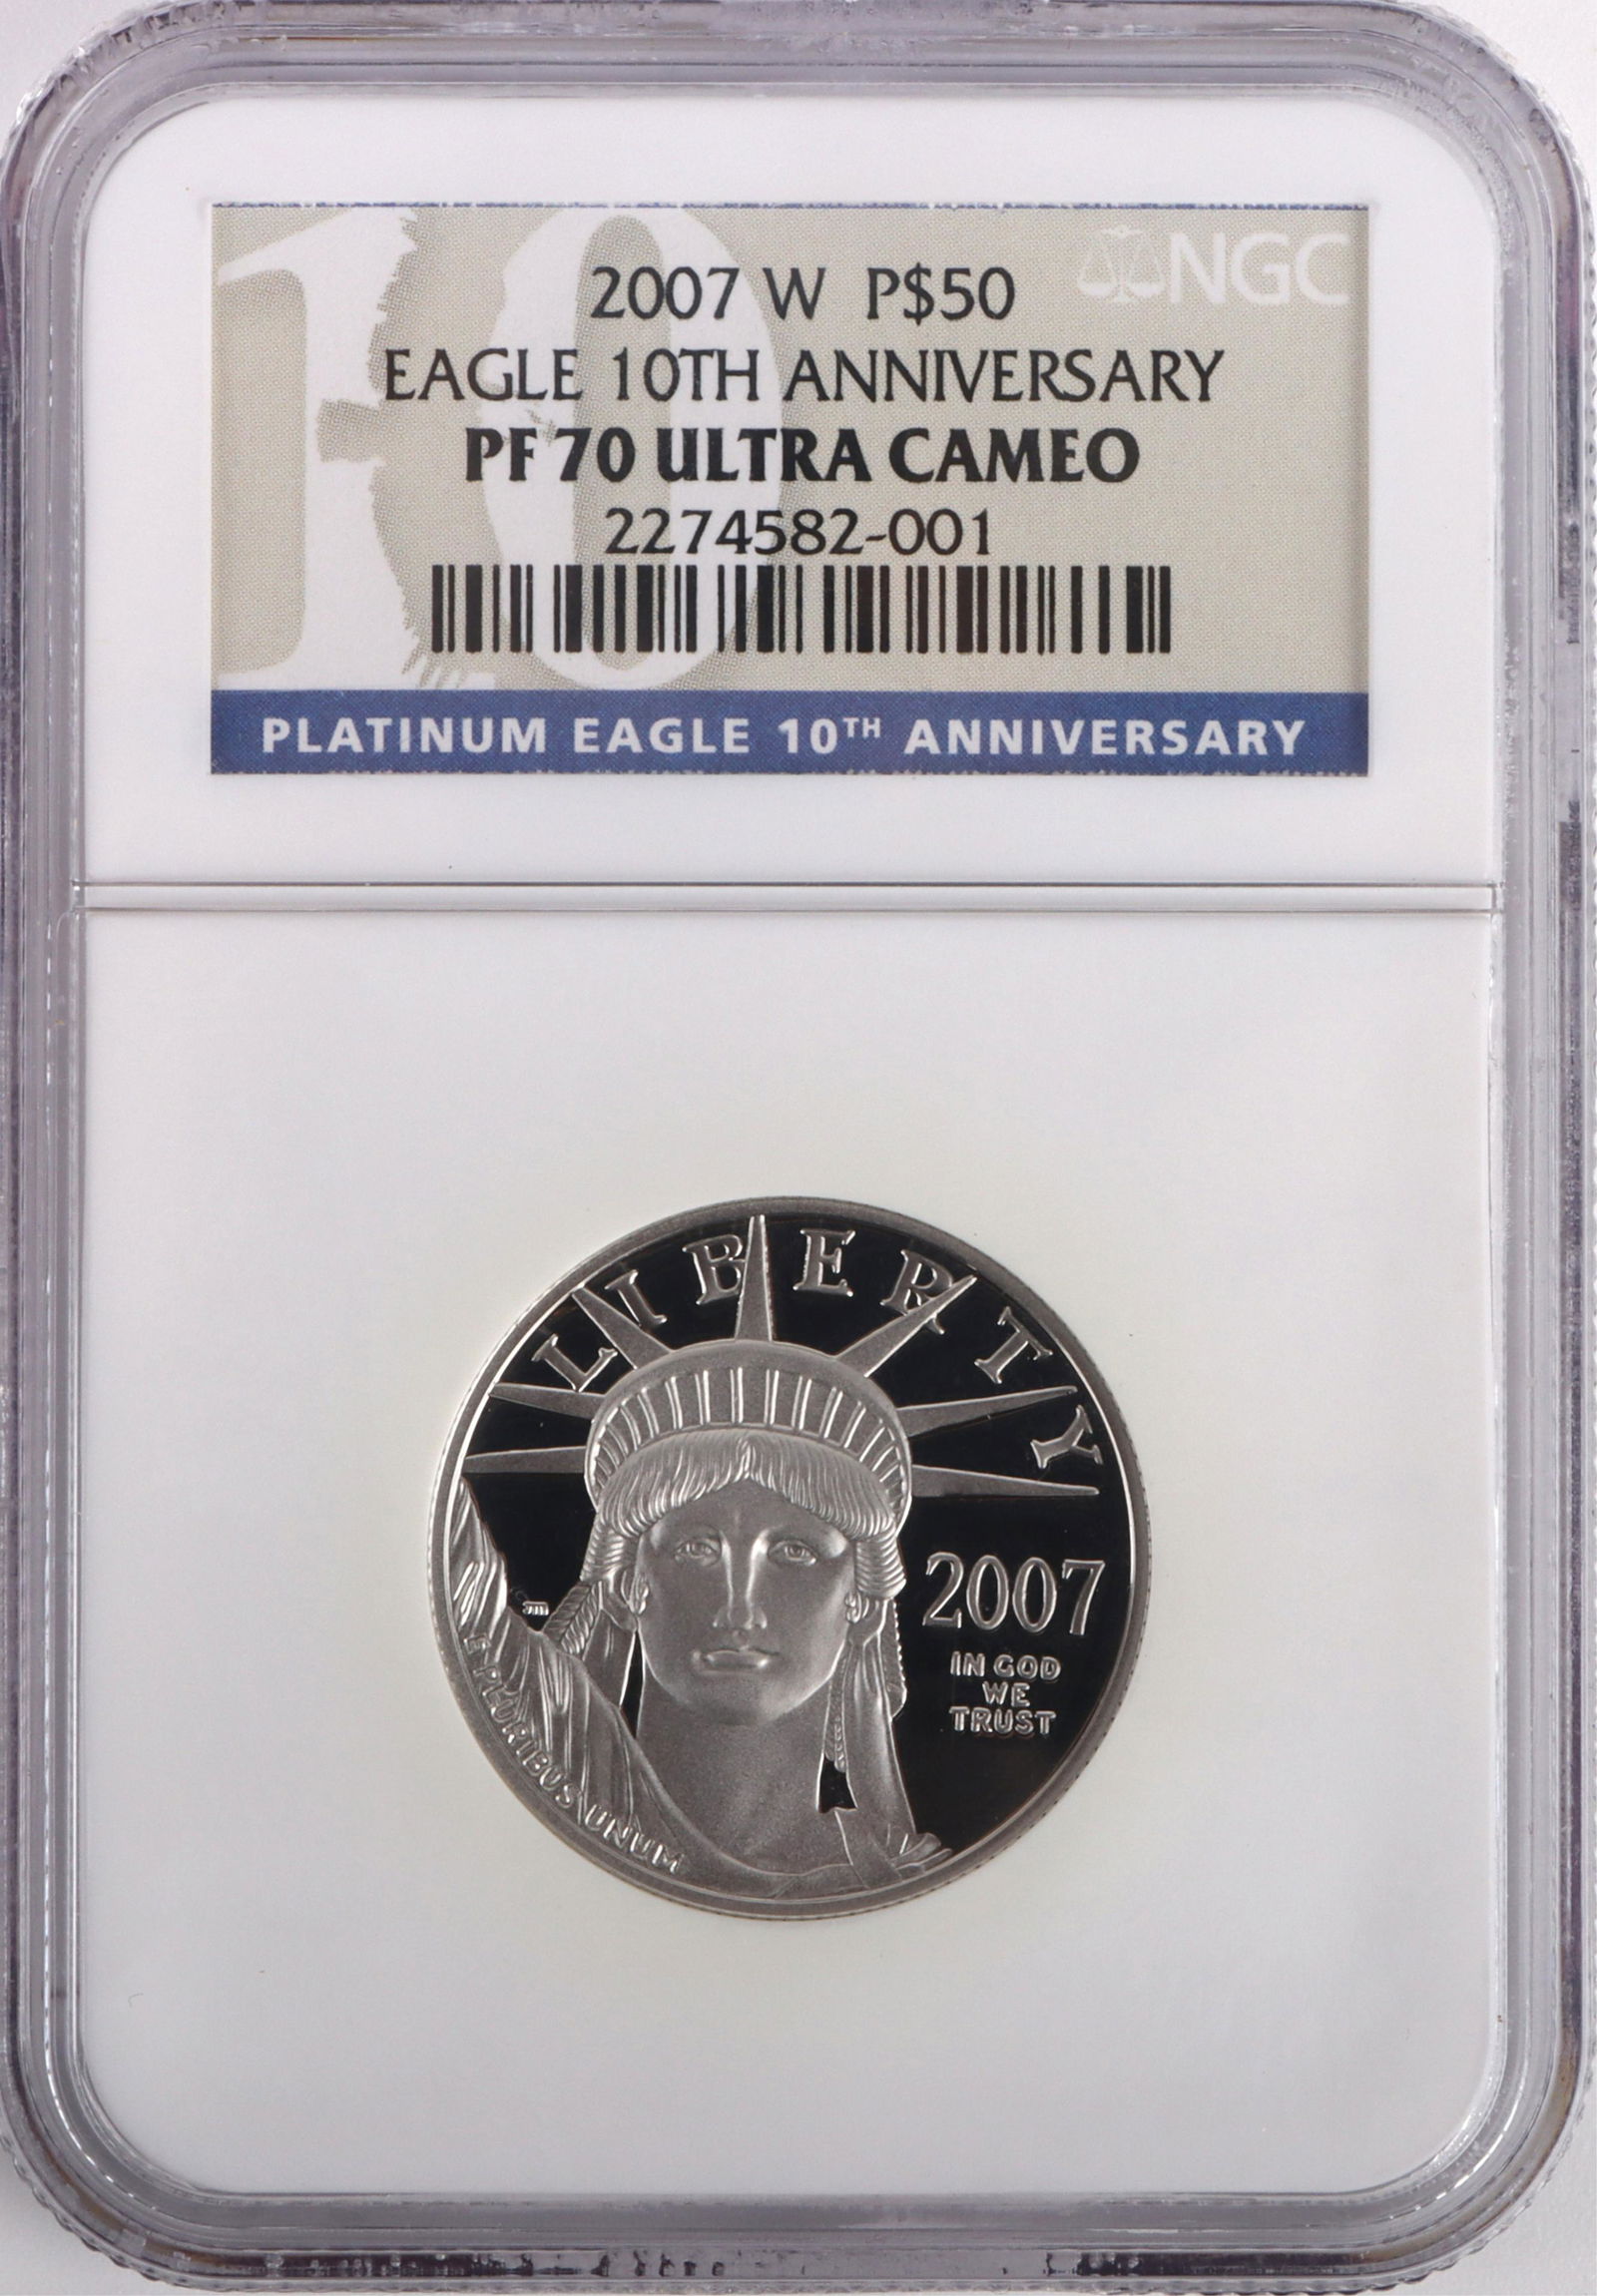 NGC
2007 W P$50
EAGLE 10TH ANNIVERSARY
PF 70 ULTRA CAMEO
2274582-001
PLATINUM EAGLE 10TH ANNIVERSARY
LIBERTY
2007
IN GOD
WE
TRUST
E PLURIBUS UNUM